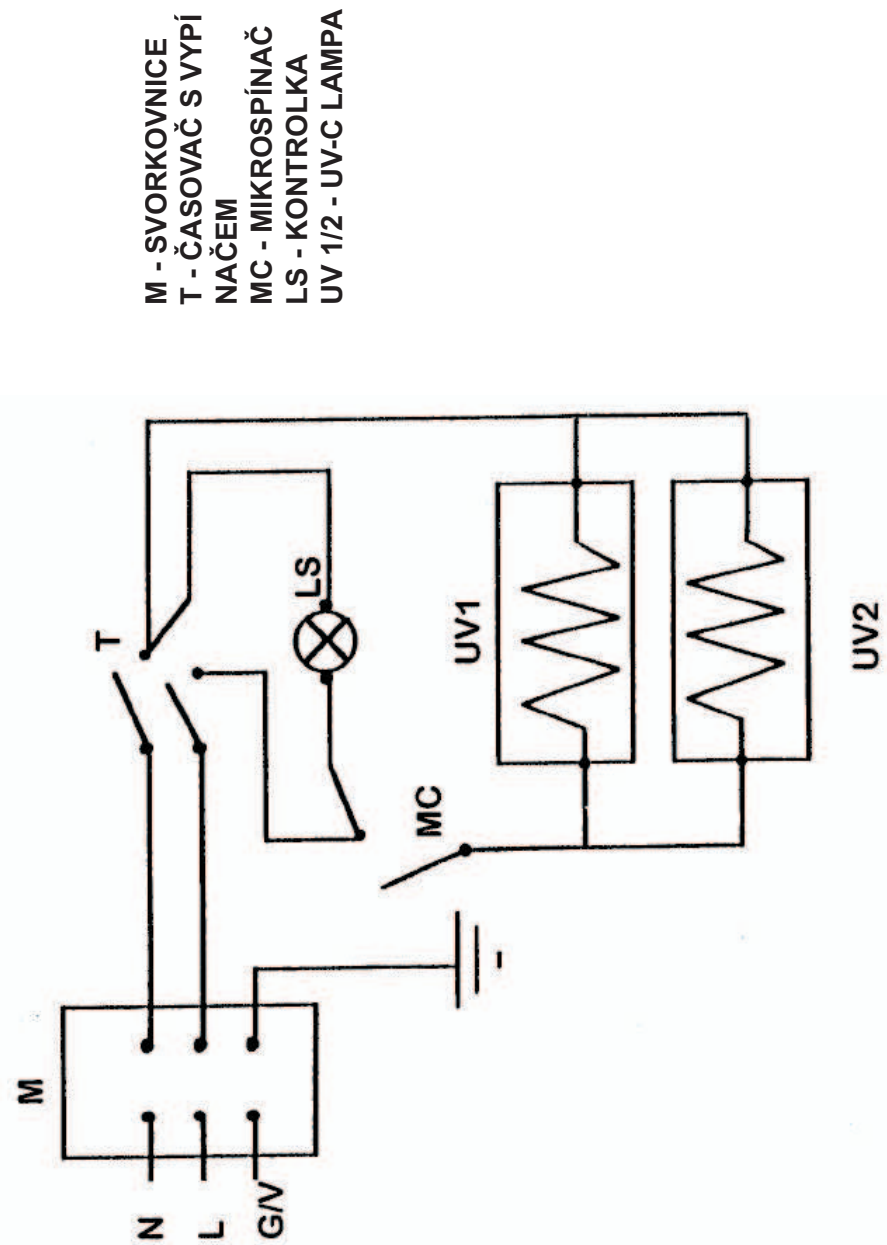 M - SVORKOVNICE
T - ČASOVAČ S VYPÍ
NAČEM
MC - MIKROSPÍNAČ
LS - KONTROLKA
UV 1/2 - UV-C LAMPA
M
N
L
G/V
T
LS
MC
UV1
UV2